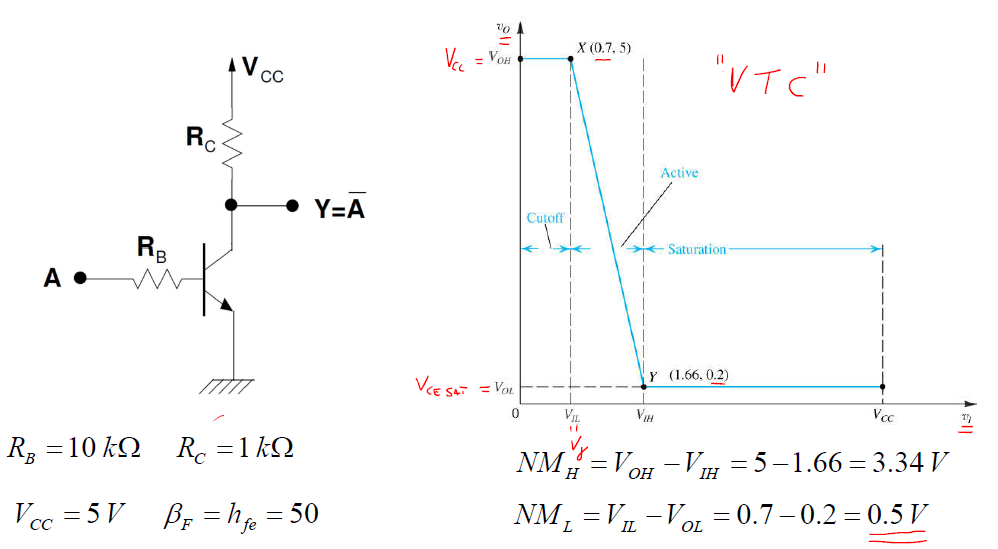 V_CC
R_C
Y=A̅
R_B
A
R_B = 10 kΩ R_C = 1 kΩ
V_CC = 5 V β_F = h_fe = 50
v_O
V_CC = V_OH
X (0.7, 5)
"VTC"
Active
Cutoff
Saturation
V_CE SAT = V_OL
Y (1.66, 0.2)
0 V_IL V_IH V_CC v_I
"
V_γ
NM_H = V_OH − V_IH = 5 − 1.66 = 3.34 V
NM_L = V_IL − V_OL = 0.7 − 0.2 = 0.5 V